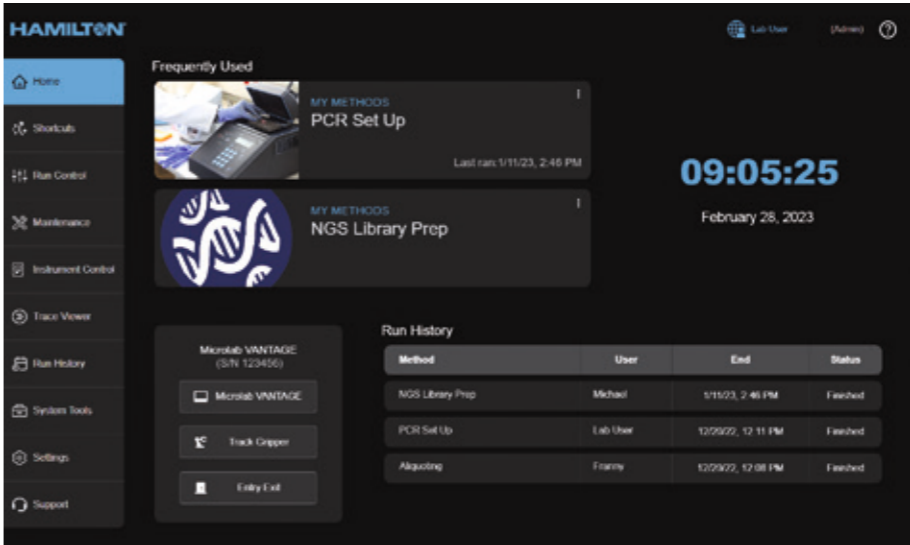 HAMILTON
Lab User (Admin) ?
Home
Shortcuts
Run Control
Maintenance
Instrument Control
Trace Viewer
Run History
System Tools
Settings
Support
Frequently Used
MY METHODS
PCR Set Up
Last ran: 1/11/23, 2:46 PM
MY METHODS
NGS Library Prep
09:05:25
February 28, 2023
Microlab VANTAGE
(S/N 123456)
Microlab VANTAGE
Track Gripper
Entry Exit
Run History
Method User End Status
NGS Library Prep Michael 1/11/23, 2:46 PM Finished
PCR Set Up Lab User 12/29/22, 12:11 PM Finished
Aliquoting Franny 12/29/22, 12:08 PM Finished